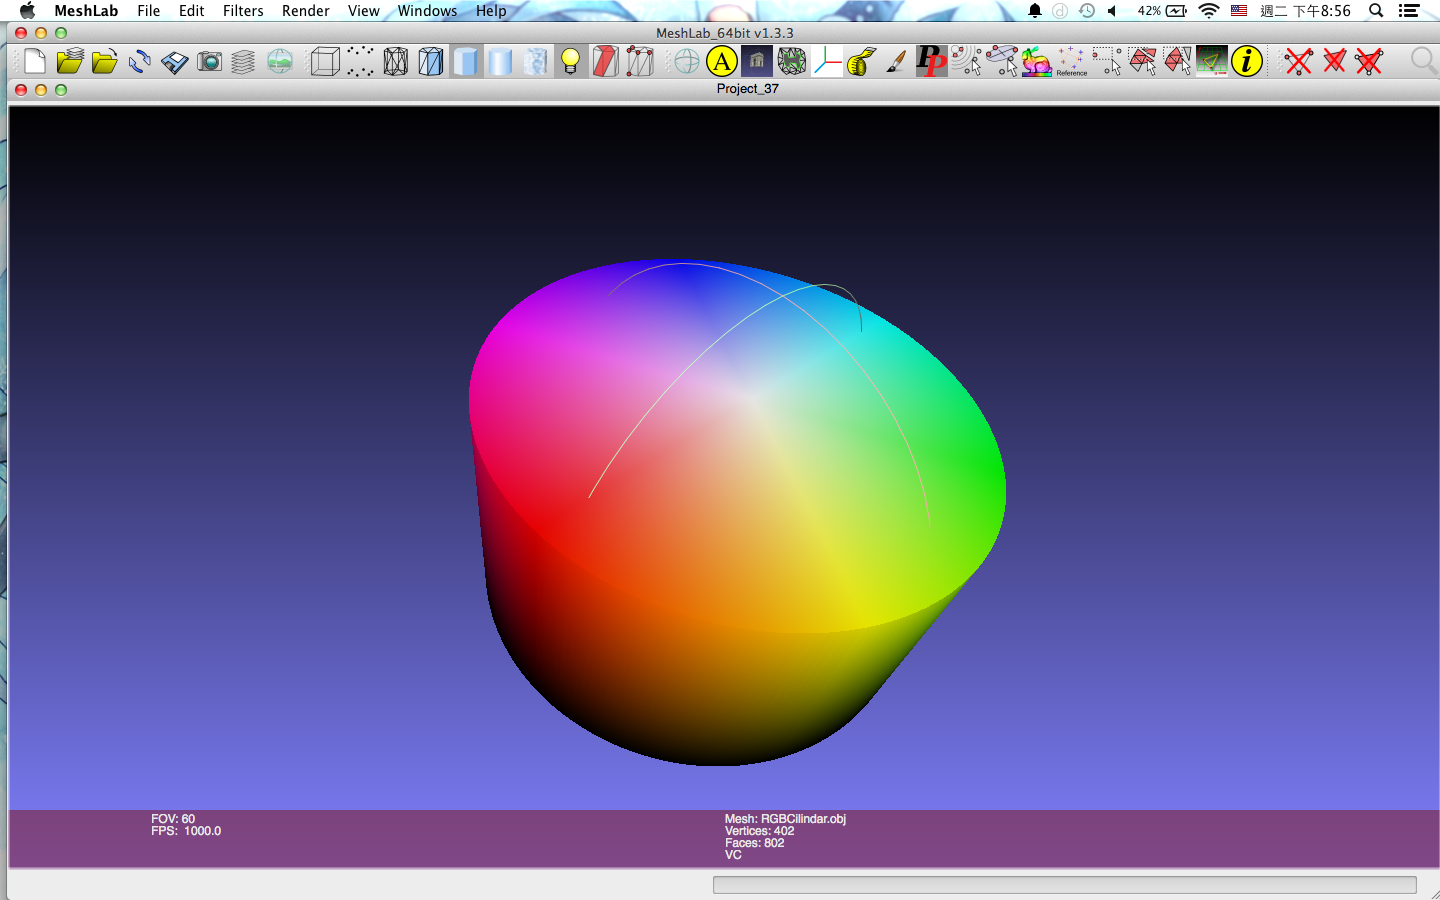 MeshLab File Edit Filters Render View Windows Help 42% 週二 下午8:56
MeshLab_64bit v1.3.3
A PP Reference i
Project_37
FOV: 60
FPS: 1000.0
Mesh: RGBCilindar.obj
Vertices: 402
Faces: 802
VC